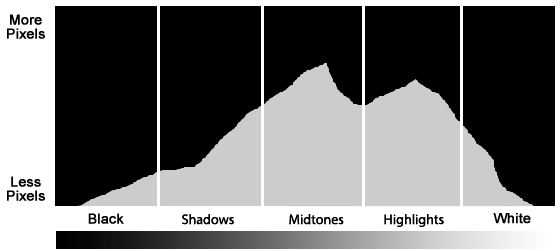 More
Pixels
Less
Pixels
Black
Shadows
Midtones
Highlights
White